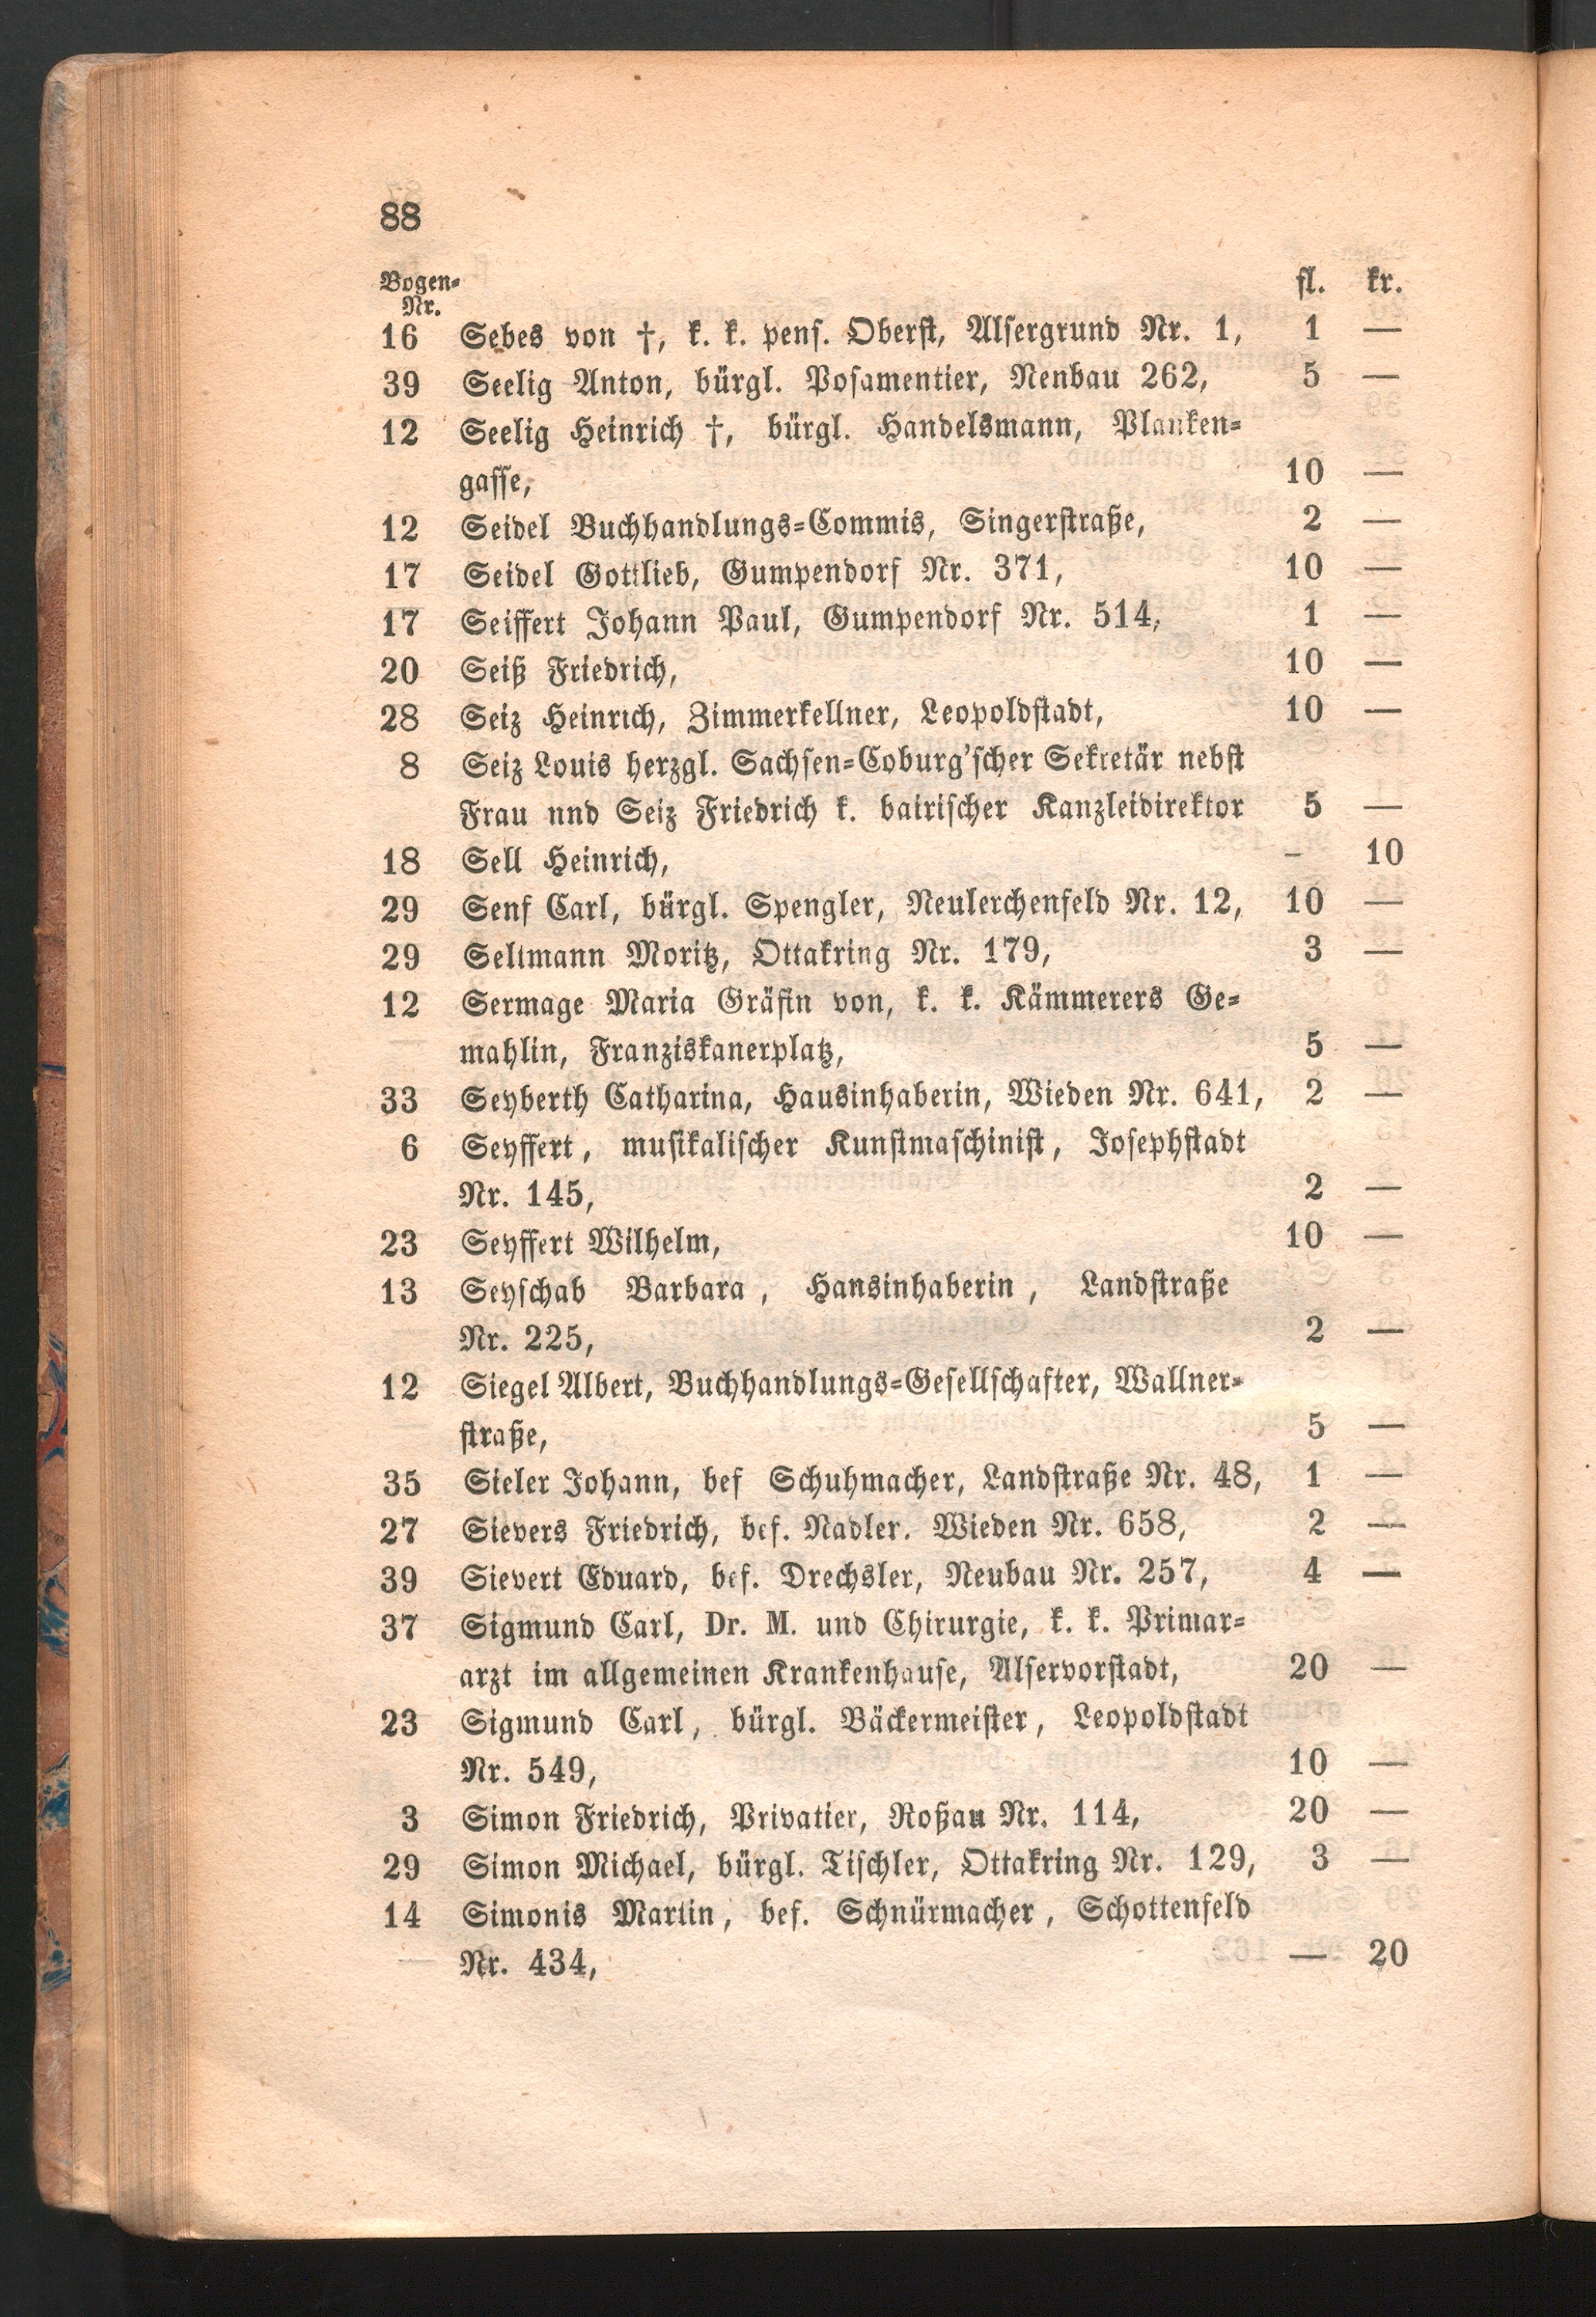 88
Bogen-
Nr.
fl. kr.
16 Sebes von †, k. k. pens. Oberst, Alsergrund Nr. 1, 1 —
39 Seelig Anton, bürgl. Posamentier, Nenbau 262, 5 —
12 Seelig Heinrich †, bürgl. Handelsmann, Planken-
gasse, 10 —
12 Seidel Buchhandlungs-Commis, Singerstraße, 2 —
17 Seidel Gottlieb, Gumpendorf Nr. 371, 10 —
17 Seiffert Johann Paul, Gumpendorf Nr. 514, 1 —
20 Seiß Friedrich, 10 —
28 Seiz Heinrich, Zimmerkellner, Leopoldstadt, 10 —
8 Seiz Louis herzgl. Sachsen-Coburg'scher Sekretär nebst
Frau nnd Seiz Friedrich k. bairischer Kanzleidirektor 5 —
18 Sell Heinrich, – 10
29 Senf Carl, bürgl. Spengler, Neulerchenfeld Nr. 12, 10 —
29 Seltmann Moritz, Ottakring Nr. 179, 3 —
12 Sermage Maria Gräfin von, k. k. Kämmerers Ge-
mahlin, Franziskanerplatz, 5 —
33 Seyberth Catharina, Hausinhaberin, Wieden Nr. 641, 2 —
6 Seyffert, musikalischer Kunstmaschinist, Josephstadt
Nr. 145, 2 —
23 Seyffert Wilhelm, 10 —
13 Seyschab Barbara, Hansinhaberin, Landstraße
Nr. 225, 2 —
12 Siegel Albert, Buchhandlungs-Gesellschafter, Wallner-
straße, 5 —
35 Sieler Johann, bef Schuhmacher, Landstraße Nr. 48, 1 —
27 Sievers Friedrich, bef. Nadler. Wieden Nr. 658, 2 —
39 Sievert Eduard, bef. Drechsler, Neubau Nr. 257, 4 —
37 Sigmund Carl, Dr. M. und Chirurgie, k. k. Primar-
arzt im allgemeinen Krankenhause, Alservorstadt, 20 —
23 Sigmund Carl, bürgl. Bäckermeister, Leopoldstadt
Nr. 549, 10 —
3 Simon Friedrich, Privatier, Roßau Nr. 114, 20 —
29 Simon Michael, bürgl. Tischler, Ottakring Nr. 129, 3 —
14 Simonis Martin, bef. Schnürmacher, Schottenfeld
Nr. 434, — 20